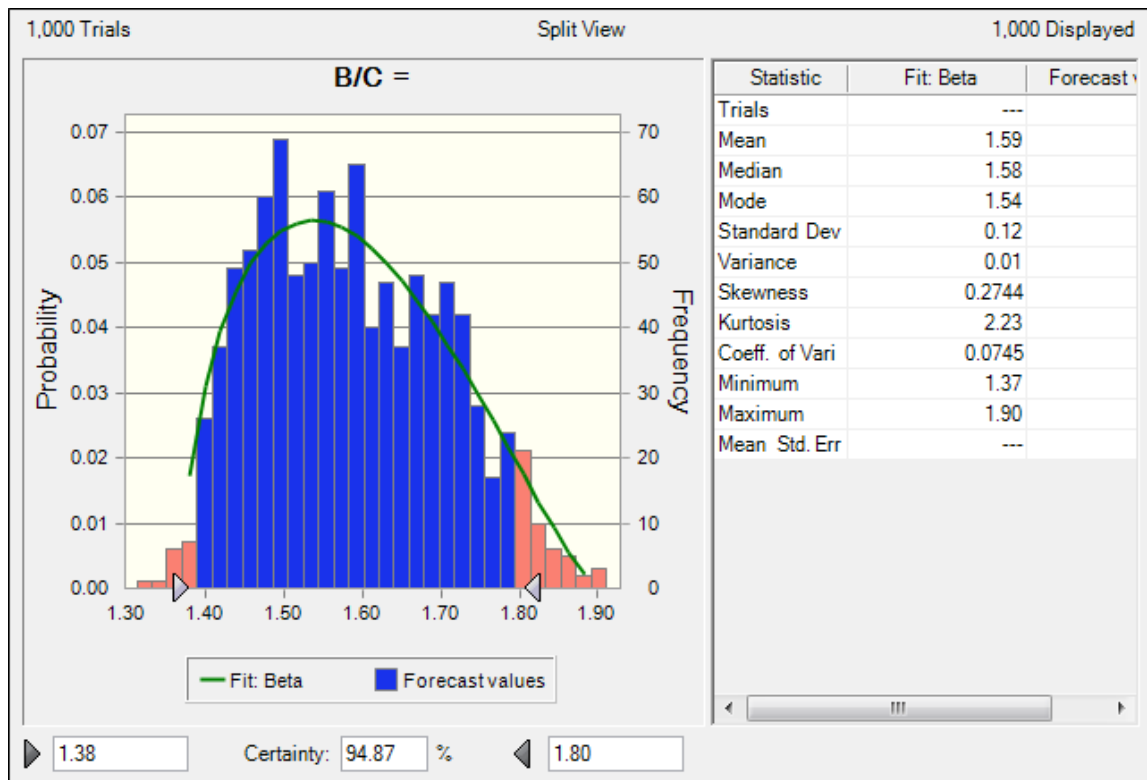 1,000 Trials Split View 1,000 Displayed
B/C =
0.07
0.06
0.05
0.04
0.03
0.02
0.01
0.00
Probability
70
60
50
40
30
20
10
0
Frequency
1.30 1.40 1.50 1.60 1.70 1.80 1.90
Fit: Beta Forecast values
Statistic Fit: Beta Forecast v
Trials ---
Mean 1.59
Median 1.58
Mode 1.54
Standard Dev 0.12
Variance 0.01
Skewness 0.2744
Kurtosis 2.23
Coeff. of Vari 0.0745
Minimum 1.37
Maximum 1.90
Mean Std. Err ---
1.38 Certainty: 94.87 % 1.80